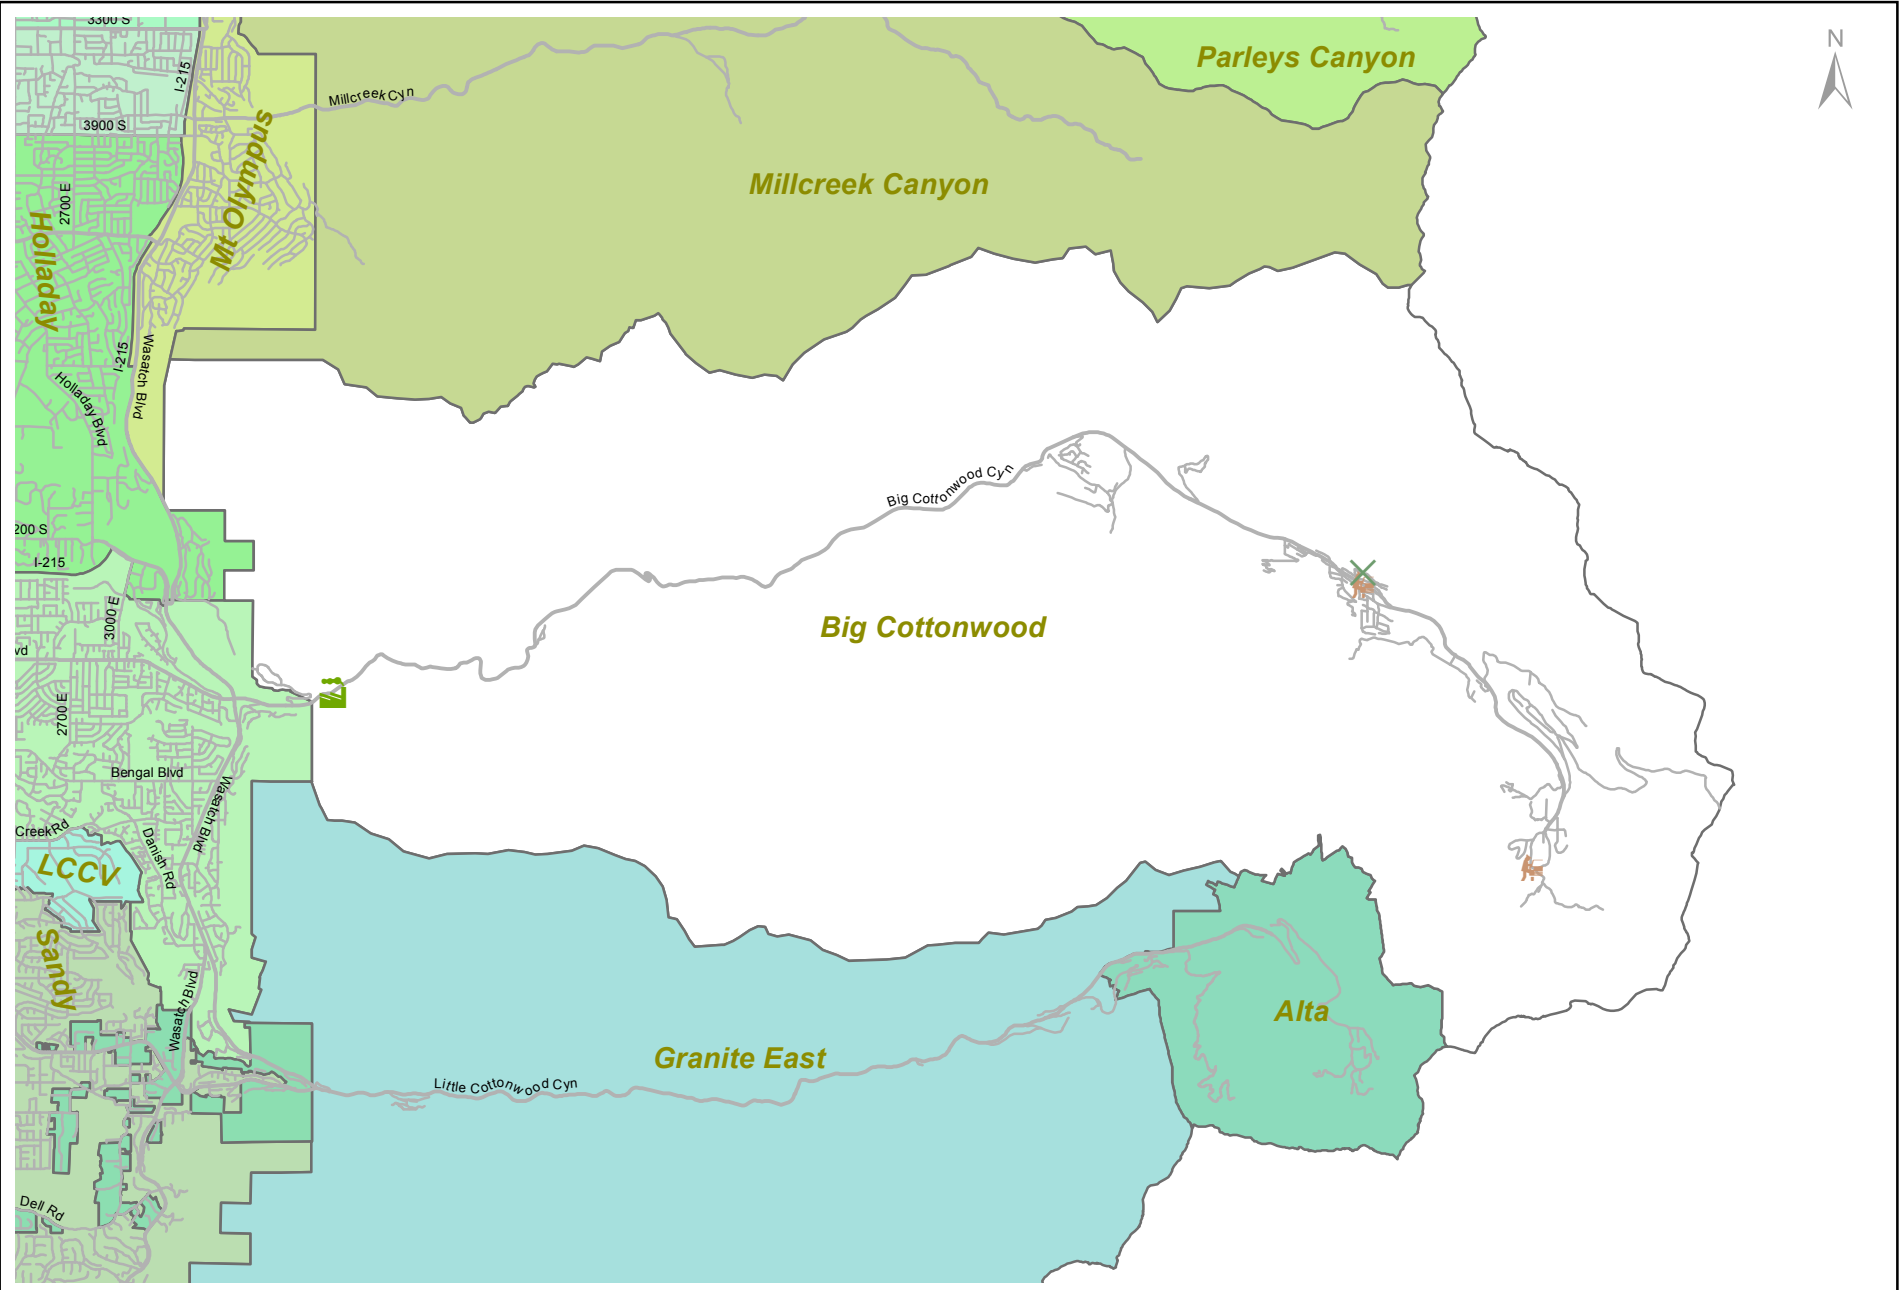 3300 S
Parleys Canyon
N
I-215
Millcreek Cyn
3900 S
Mt Olympus
Millcreek Canyon
2700 E
Holladay
I-215
Wasatch Blvd
Holladay Blvd
Big Cottonwood Cyn
200 S
I-215
3000 E
Big Cottonwood
vd
2700 E
Bengal Blvd
Wasatch Blvd
Creek Rd
Danish Rd
LCCV
Sandy
Wasatch Blvd
Alta
Granite East
Little Cottonwood Cyn
Dell Rd